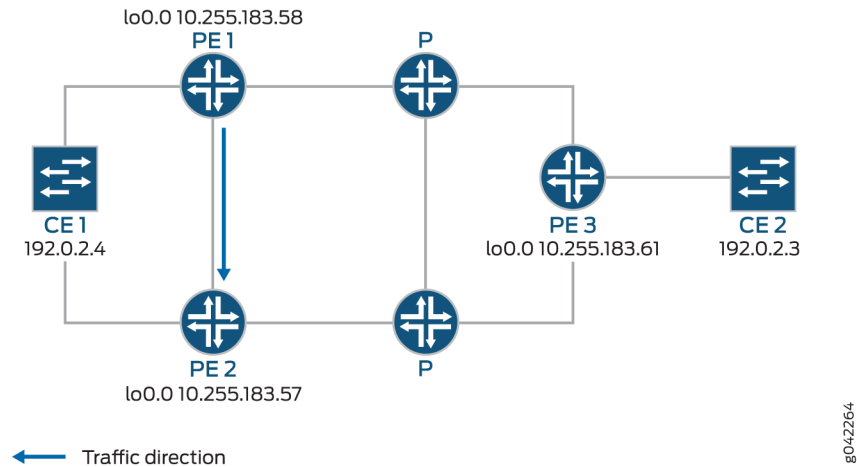 lo0.0 10.255.183.58
PE 1
P
CE 1
192.0.2.4
PE 3
lo0.0 10.255.183.61
CE 2
192.0.2.3
PE 2
lo0.0 10.255.183.57
P
Traffic direction
g042264